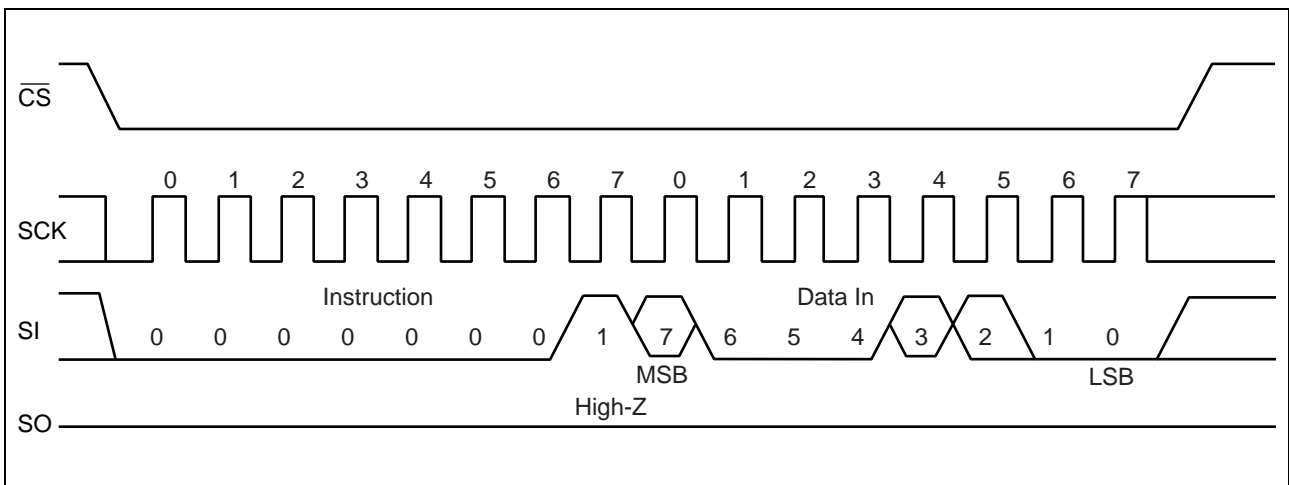 CS
0 1 2 3 4 5 6 7 0 1 2 3 4 5 6 7
SCK
Instruction Data In
SI 0 0 0 0 0 0 0 1 7 6 5 4 3 2 1 0
MSB LSB
High-Z
SO